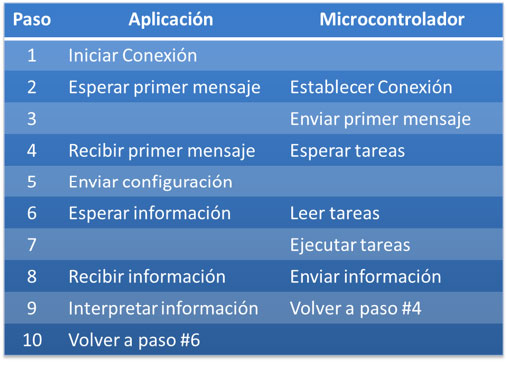 Paso Aplicación Microcontrolador
1 Iniciar Conexión
2 Esperar primer mensaje Establecer Conexión
3 Enviar primer mensaje
4 Recibir primer mensaje Esperar tareas
5 Enviar configuración
6 Esperar información Leer tareas
7 Ejecutar tareas
8 Recibir información Enviar información
9 Interpretar información Volver a paso #4
10 Volver a paso #6